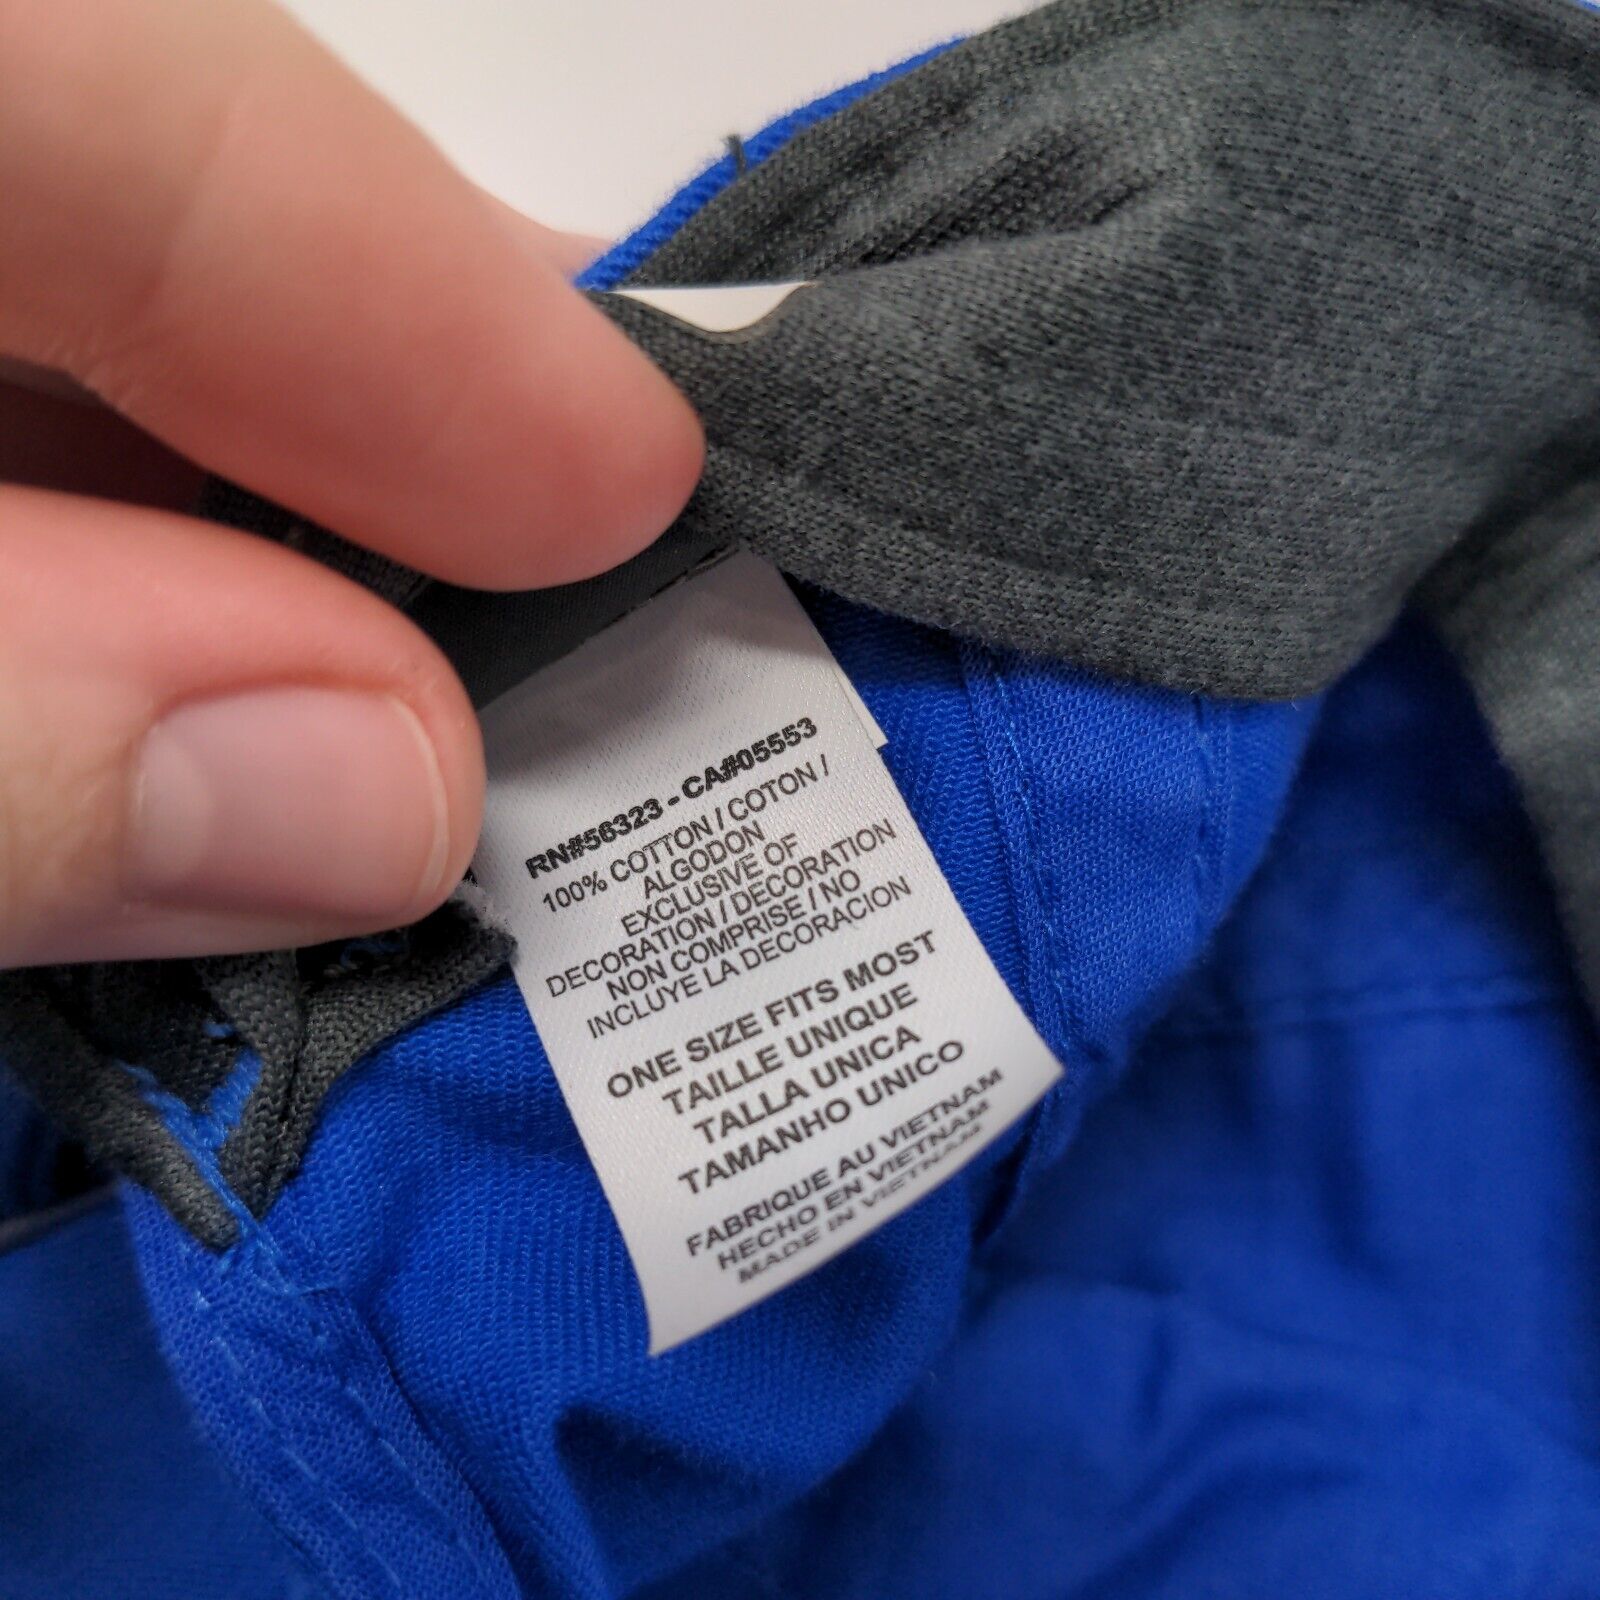 RN#56323 - CA#05553
100% COTTON / COTON /
ALGODON
EXCLUSIVE OF
DECORATION / DECORATION
NON COMPRISE / NO
INCLUYE LA DECORACION
ONE SIZE FITS MOST
TAILLE UNIQUE
TALLA UNICA
TAMANHO UNICO
FABRIQUE AU VIETNAM
HECHO EN VIETNAM
MADE IN VIETNAM